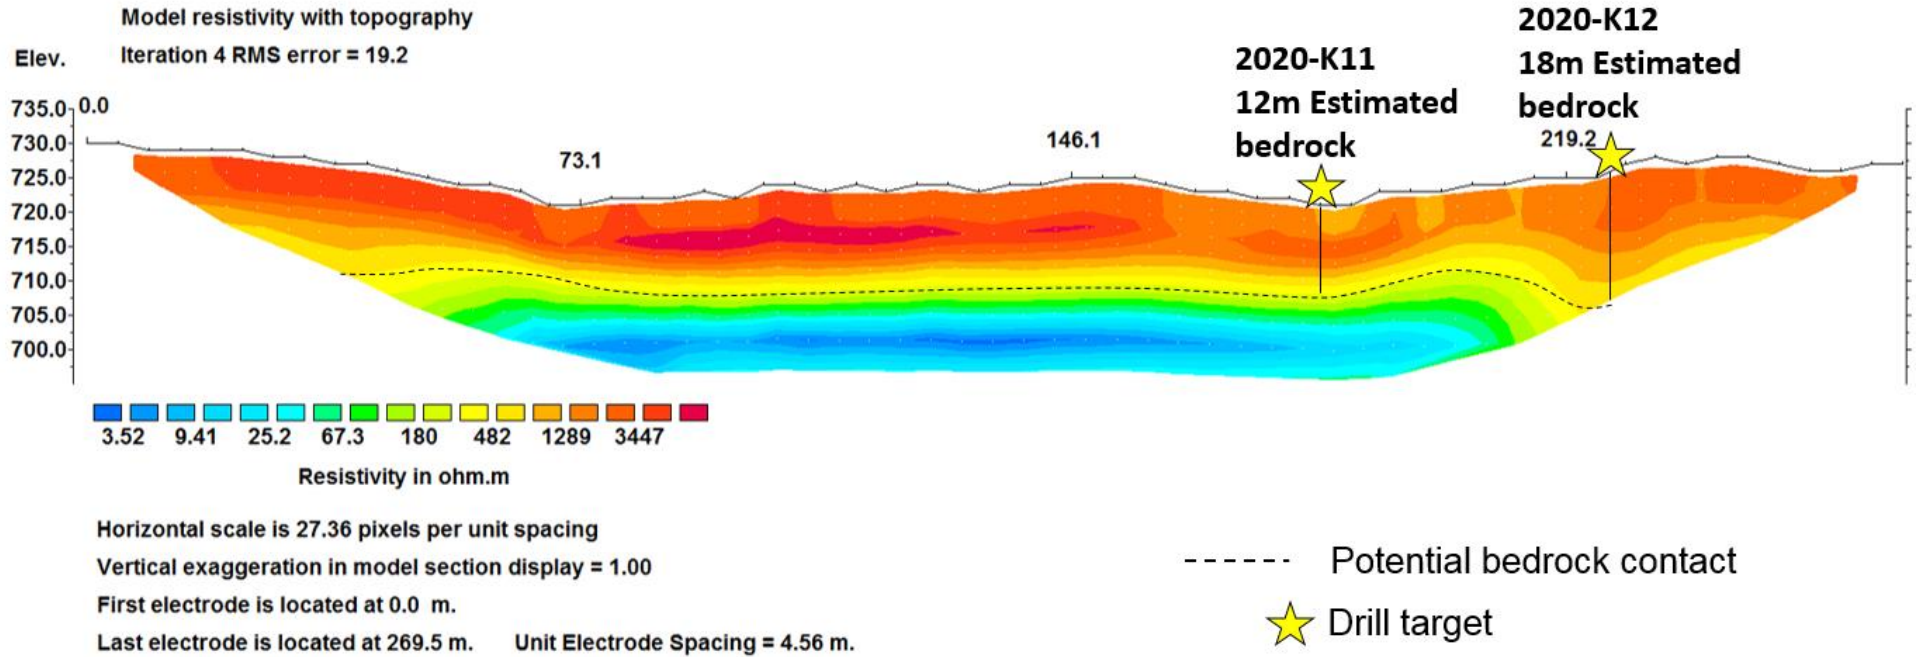 Model resistivity with topography
Iteration 4 RMS error = 19.2
Elev.
2020-K11
12m Estimated
bedrock
2020-K12
18m Estimated
bedrock
735.0
0.0
730.0
725.0
720.0
715.0
710.0
705.0
700.0
73.1
146.1
219.2
3.52 9.41 25.2 67.3 180 482 1289 3447
Resistivity in ohm.m
Horizontal scale is 27.36 pixels per unit spacing
Vertical exaggeration in model section display = 1.00
First electrode is located at 0.0 m.
Last electrode is located at 269.5 m. Unit Electrode Spacing = 4.56 m.
Potential bedrock contact
Drill target